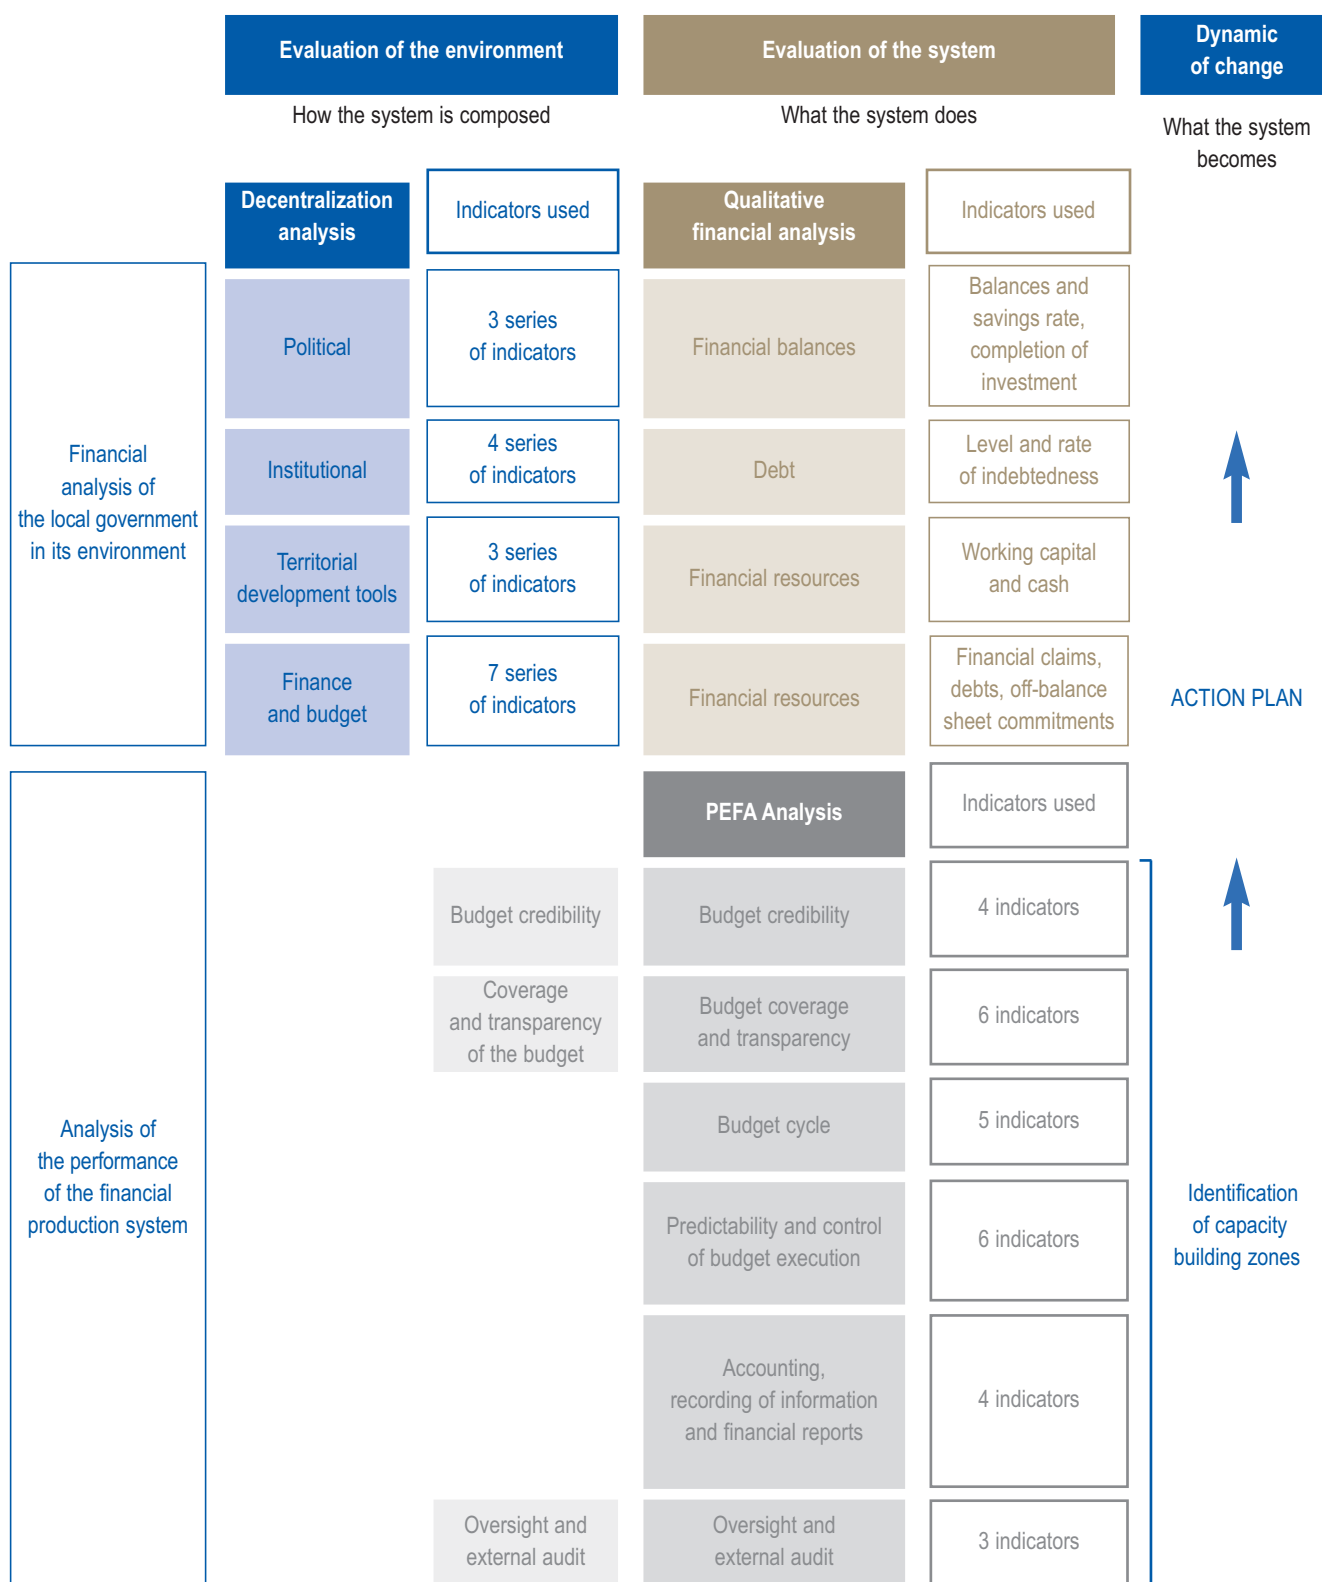 Evaluation of the environment
Evaluation of the system
Dynamic
of change
How the system is composed
What the system does
What the system
becomes
Decentralization
analysis
Indicators used
Qualitative
financial analysis
Indicators used
Financial
analysis of
the local government
in its environment
Political
3 series
of indicators
Financial balances
Balances and
savings rate,
completion of
investment
Institutional
4 series
of indicators
Debt
Level and rate
of indebtedness
Territorial
development tools
3 series
of indicators
Financial resources
Working capital
and cash
Finance
and budget
7 series
of indicators
Financial resources
Financial claims,
debts, off-balance
sheet commitments
ACTION PLAN
PEFA Analysis
Indicators used
Analysis of
the performance
of the financial
production system
Budget credibility
Budget credibility
4 indicators
Coverage
and transparency
of the budget
Budget coverage
and transparency
6 indicators
Budget cycle
5 indicators
Predictability and control
of budget execution
6 indicators
Identification
of capacity
building zones
Accounting,
recording of information
and financial reports
4 indicators
Oversight and
external audit
Oversight and
external audit
3 indicators